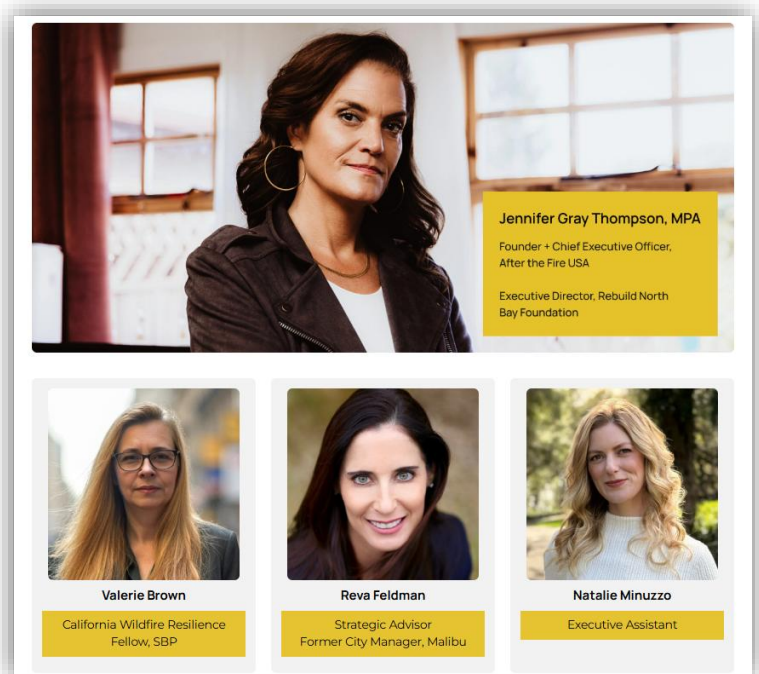 Jennifer Gray Thompson, MPA
Founder + Chief Executive Officer,
After the Fire USA
Executive Director, Rebuild North
Bay Foundation
Valerie Brown
California Wildfire Resilience
Fellow, SBP
Reva Feldman
Strategic Advisor
Former City Manager, Malibu
Natalie Minuzzo
Executive Assistant